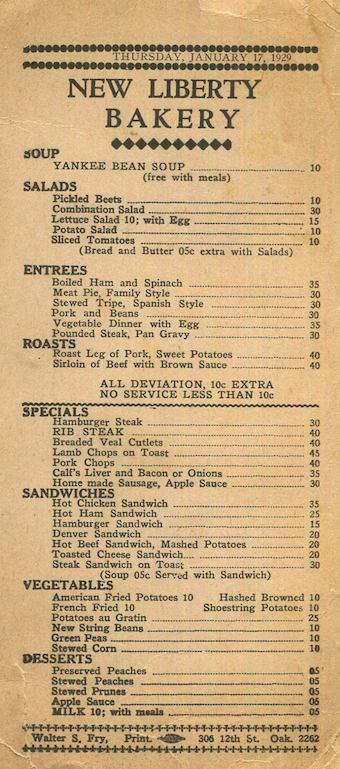 THURSDAY, JANUARY 17, 1929
NEW LIBERTY
BAKERY
SOUP
YANKEE BEAN SOUP 10
(free with meals)
SALADS
Pickled Beets 10
Combination Salad 30
Lettuce Salad 10; with Egg 15
Potato Salad 10
Sliced Tomatoes 10
(Bread and Butter 05c extra with Salads)
ENTREES
Boiled Ham and Spinach 35
Meat Pie, Family Style 30
Stewed Tripe, Spanish Style 30
Pork and Beans 30
Vegetable Dinner with Egg 35
Pounded Steak, Pan Gravy 30
ROASTS
Roast Leg of Pork, Sweet Potatoes 40
Sirloin of Beef with Brown Sauce 40
ALL DEVIATION, 10c EXTRA
NO SERVICE LESS THAN 10c
SPECIALS
Hamburger Steak 30
RIB STEAK 40
Breaded Veal Cutlets 40
Lamb Chops on Toast 45
Pork Chops 40
Calf's Liver and Bacon or Onions 35
Home made Sausage, Apple Sauce 30
SANDWICHES
Hot Chicken Sandwich 35
Hot Ham Sandwich 25
Hamburger Sandwich 15
Denver Sandwich 20
Hot Beef Sandwich, Mashed Potatoes 20
Toasted Cheese Sandwich 20
Steak Sandwich on Toast 30
(Soup 05c Served with Sandwich)
VEGETABLES
American Fried Potatoes 10 Hashed Browned 10
French Fried 10 Shoestring Potatoes 10
Potatoes au Gratin 25
New String Beans 10
Green Peas 10
Stewed Corn 10
DESSERTS
Preserved Peaches 05
Stewed Peaches 05
Stewed Prunes 05
Apple Sauce 05
MILK 10; with meals 05
Walter S, Fry, Print. 306 12th St. Oak. 2262